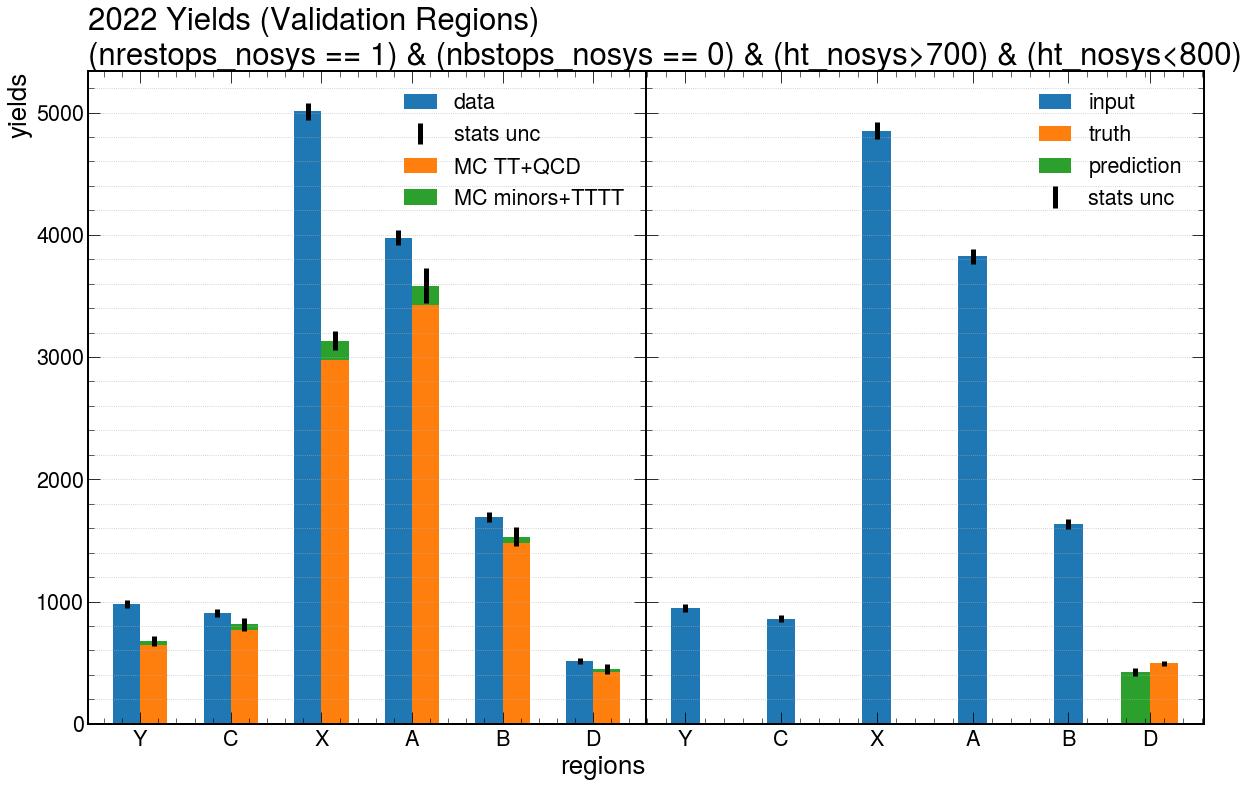 2022 Yields (Validation Regions)
(nrestops_nosys == 1) & (nbstops_nosys == 0) & (ht_nosys>700) & (ht_nosys<800)
yields
5000
4000
3000
2000
1000
0
data
stats unc
MC TT+QCD
MC minors+TTTT
Y C X A B D
input
truth
prediction
stats unc
Y C X A B D
regions